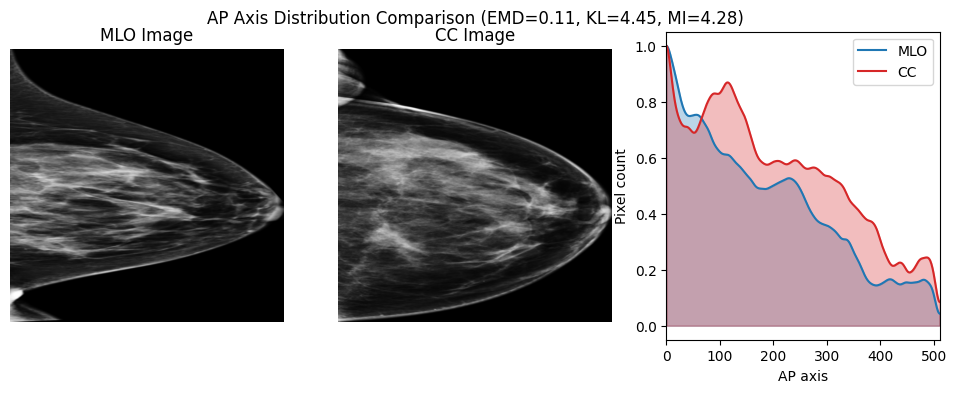 AP Axis Distribution Comparison (EMD=0.11, KL=4.45, MI=4.28)
MLO Image
CC Image
MLO
CC
1.0
0.8
0.6
0.4
0.2
0.0
Pixel count
0 100 200 300 400 500
AP axis